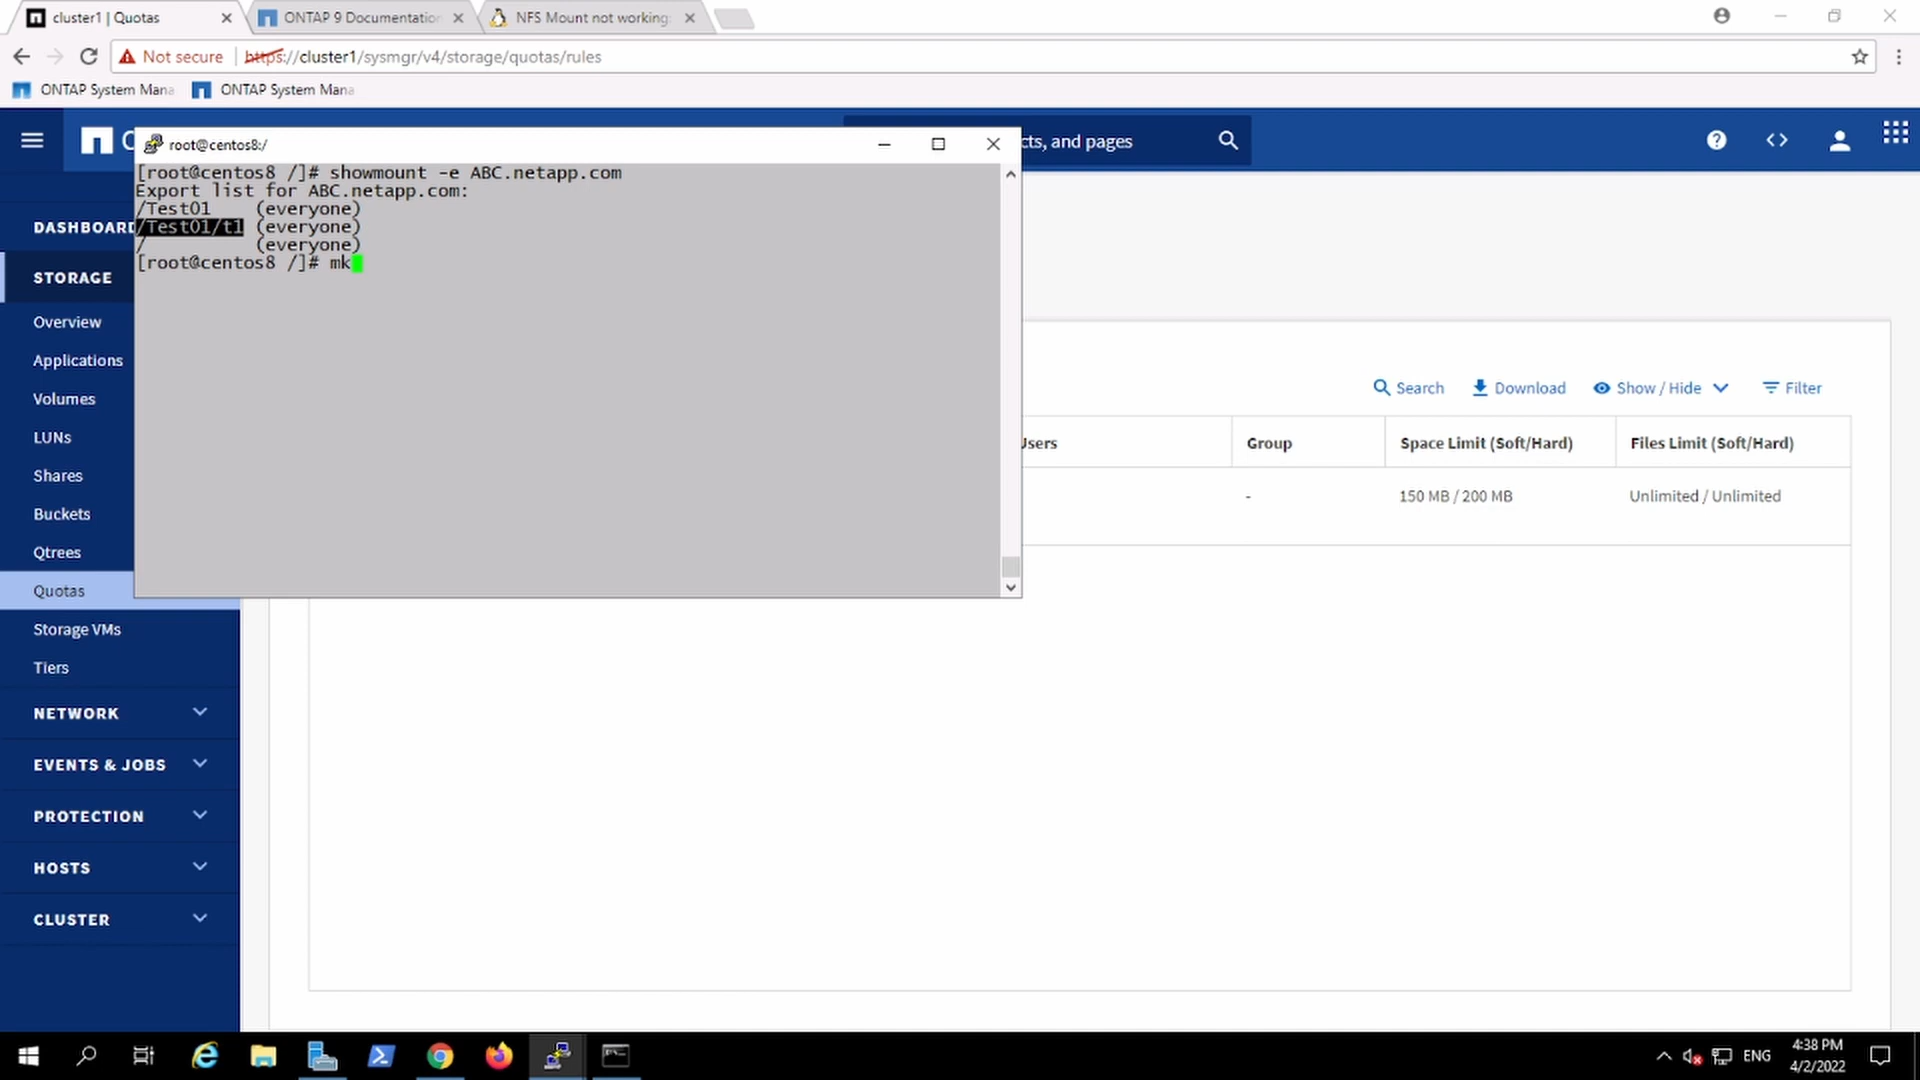 cluster1 | Quotas
ONTAP 9 Documentation
NFS Mount not working
Not secure
https://cluster1/sysmgr/v4/storage/quotas/rules
ONTAP System Mana
ONTAP System Mana
cts, and pages
root@centos8:/
[root@centos8 /]# showmount -e ABC.netapp.com
Export list for ABC.netapp.com:
/Test01 (everyone)
/Test01/t1 (everyone)
/ (everyone)
[root@centos8 /]# mk
DASHBOARD
STORAGE
Overview
Applications
Volumes
LUNs
Shares
Buckets
Qtrees
Quotas
Storage VMs
Tiers
NETWORK
EVENTS & JOBS
PROTECTION
HOSTS
CLUSTER
Search Download Show / Hide Filter
Users Group Space Limit (Soft/Hard) Files Limit (Soft/Hard)
- 150 MB / 200 MB Unlimited / Unlimited
ENG
4:38 PM
4/2/2022